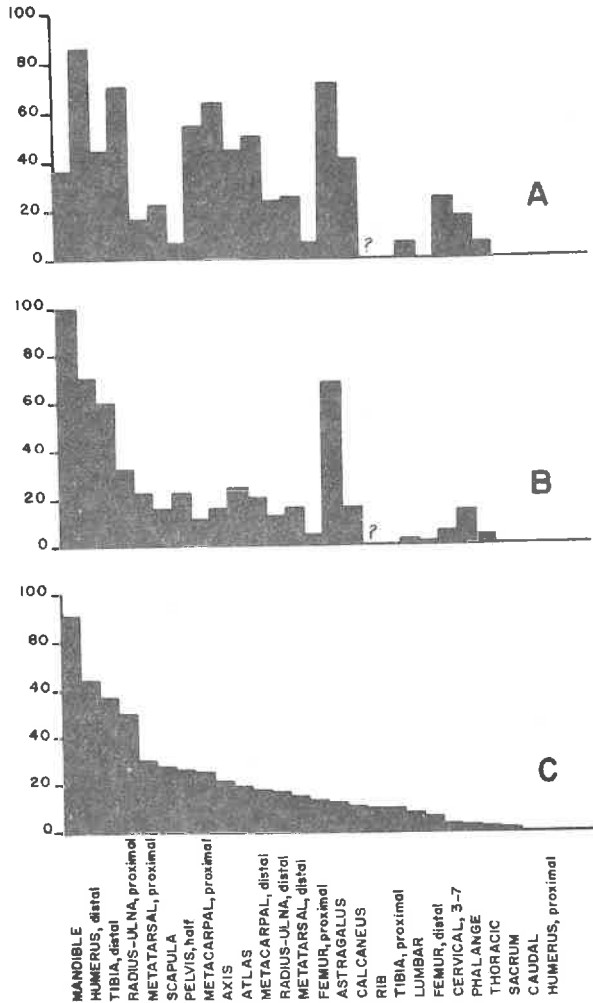 100
80
60
40
20
0
?
A
100
80
60
40
20
0
?
B
80
60
40
20
0
C
MANDIBLE
HUMERUS, distal
TIBIA, distal
RADIUS-ULNA, proximal
METATARSAL, proximal
SCAPULA
PELVIS, half
METACARPAL, proximal
AXIS
ATLAS
METACARPAL, distal
RADIUS-ULNA, distal
METATARSAL, distal
FEMUR, proximal
ASTRAGALUS
CALCANEUS
RIB
TIBIA, proximal
LUMBAR
FEMUR, distal
CERVICAL, 3-7
PHALANGE
THORACIC
SACRUM
CAUDAL
HUMERUS, proximal